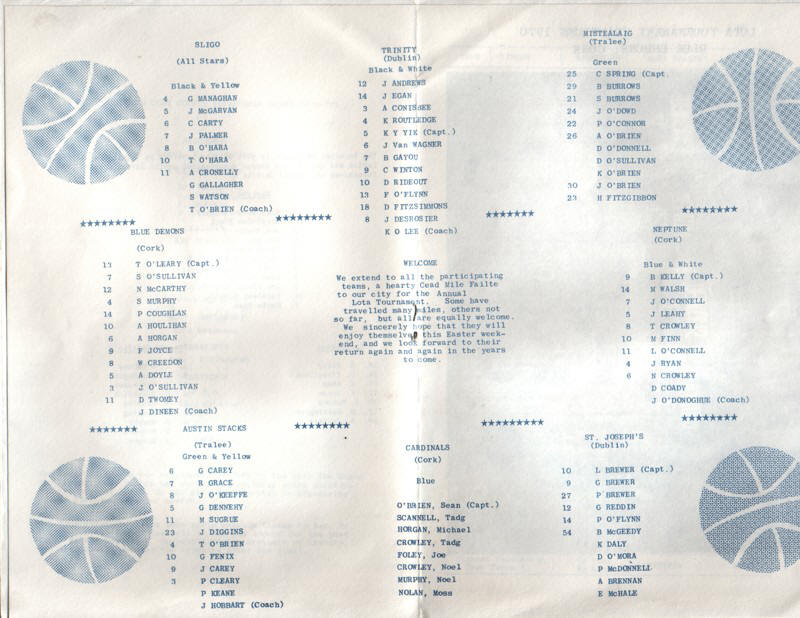 SLIGO
(All Stars)
Black & Yellow
4 G MANAGHAN
5 J McGARVAN
6 C CARTY
7 J PALMER
8 B O'HARA
10 T O'HARA
11 A CRONELLY
G GALLAGHER
S WATSON
T O'BRIEN (Coach)
TRINITY
(Dublin)
Black & White
12 J ANDREWS
14 J EGAN
3 A CONISBEE
4 K ROUTLEDGE
5 K Y YIK (Capt.)
6 J Van WAGNER
7 B GAYOU
9 C WINTON
10 D RIDEOUT
13 F O'FLYNN
18 D FITZSIMMONS
8 J DESROSIER
K O LEE (Coach)
MISTEALAIG
(Tralee)
Green
25 C SPRING (Capt.
29 B BURROWS
21 S BURROWS
24 J O'DOWD
22 P O'CONNOR
26 A O'BRIEN
D O'DONNELL
D O'SULLIVAN
K O'BRIEN
30 J O'BRIEN
23 H FITZGIBBON
BLUE DEMONS
(Cork)
13 T O'LEARY (Capt.)
7 S O'SULLIVAN
12 N McCARTHY
4 S MURPHY
14 P COUGHLAN
10 A HOULIHAN
6 A HORGAN
9 F JOYCE
8 W CREEDON
5 A DOYLE
3 J O'SULLIVAN
11 D TWOMEY
J DINEEN (Coach)
WELCOME
We extend to all the participating
teams, a hearty Cead Mile Failte
to our city for the Annual
Lota Tournament. Some have
travelled many miles, others not
so far, but all are equally welcome.
We sincerely hope that they will
enjoy themselves this Easter week-
end, and we look forward to their
return again and again in the years
to come.
NEPTUNE
(Cork)
Blue & White
9 B KELLY (Capt.)
14 M WALSH
7 J O'CONNELL
5 J LEAHY
8 T CROWLEY
10 M FINN
11 L O'CONNELL
4 J RYAN
6 N CROWLEY
D COADY
J O'DONOGHUE (Coach)
AUSTIN STACKS
(Tralee)
Green & Yellow
6 G CAREY
7 R GRACE
8 J O'KEEFFE
5 G DENNEHY
11 M SUGRUE
23 J DIGGINS
4 T O'BRIEN
10 G FENIX
9 J CAREY
3 P CLEARY
P KEANE
J HOBBART (Coach)
CARDINALS
(Cork)
Blue
O'BRIEN, Sean (Capt.)
SCANNELL, Tadg
HORGAN, Michael
CROWLEY, Tadg
FOLEY, Joe
CROWLEY, Noel
MURPHY, Noel
NOLAN, Moss
ST. JOSEPH'S
(Dublin)
10 L BREWER (Capt.)
9 G BREWER
27 P BREWER
12 G REDDIN
14 P O'FLYNN
54 B McGEEDY
K DALY
D O'MORA
P McDONNELL
A BRENNAN
E McHALE